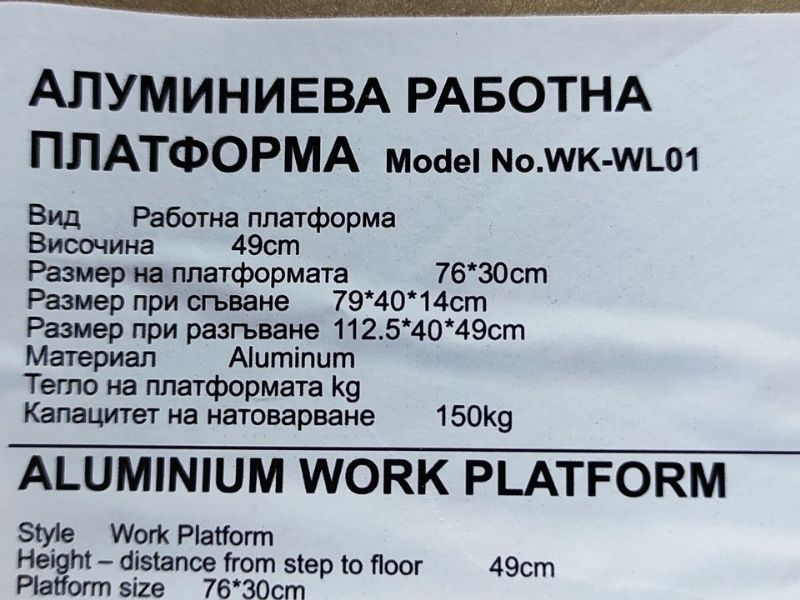 АЛУМИНИЕВА РАБОТНА
ПЛАТФОРМА Model No.WK-WL01
Вид Работна платформа
Височина 49cm
Размер на платформата 76*30cm
Размер при сгъване 79*40*14cm
Размер при разгъване 112.5*40*49cm
Материал Aluminum
Тегло на платформата kg
Капацитет на натоварване 150kg
ALUMINIUM WORK PLATFORM
Style Work Platform
Height – distance from step to floor 49cm
Platform size 76*30cm